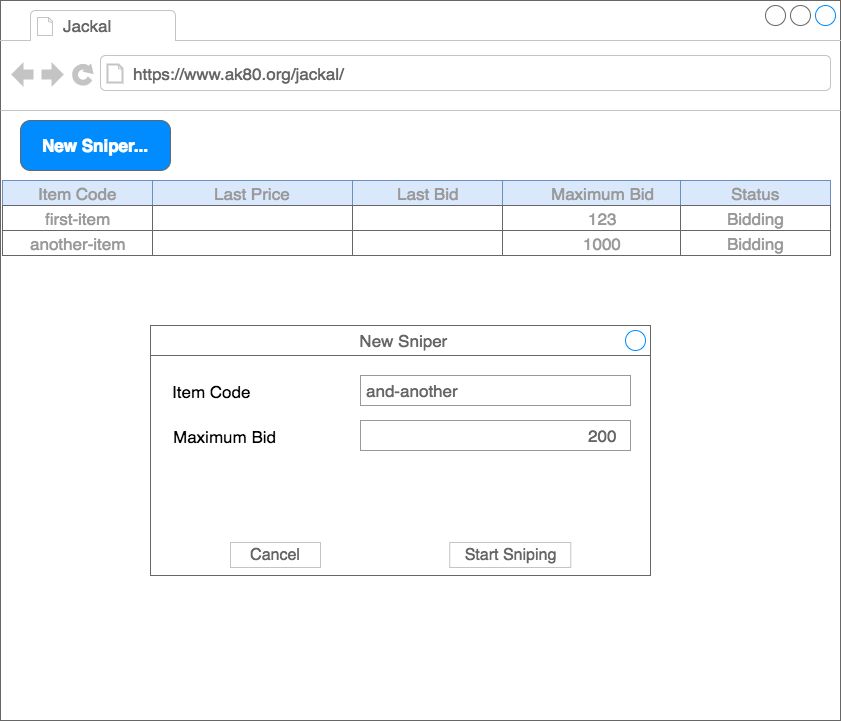 Jackal
https://www.ak80.org/jackal/
New Sniper...
Item Code Last Price Last Bid Maximum Bid Status
first-item 123 Bidding
another-item 1000 Bidding
New Sniper
Item Code and-another
Maximum Bid 200
Cancel Start Sniping